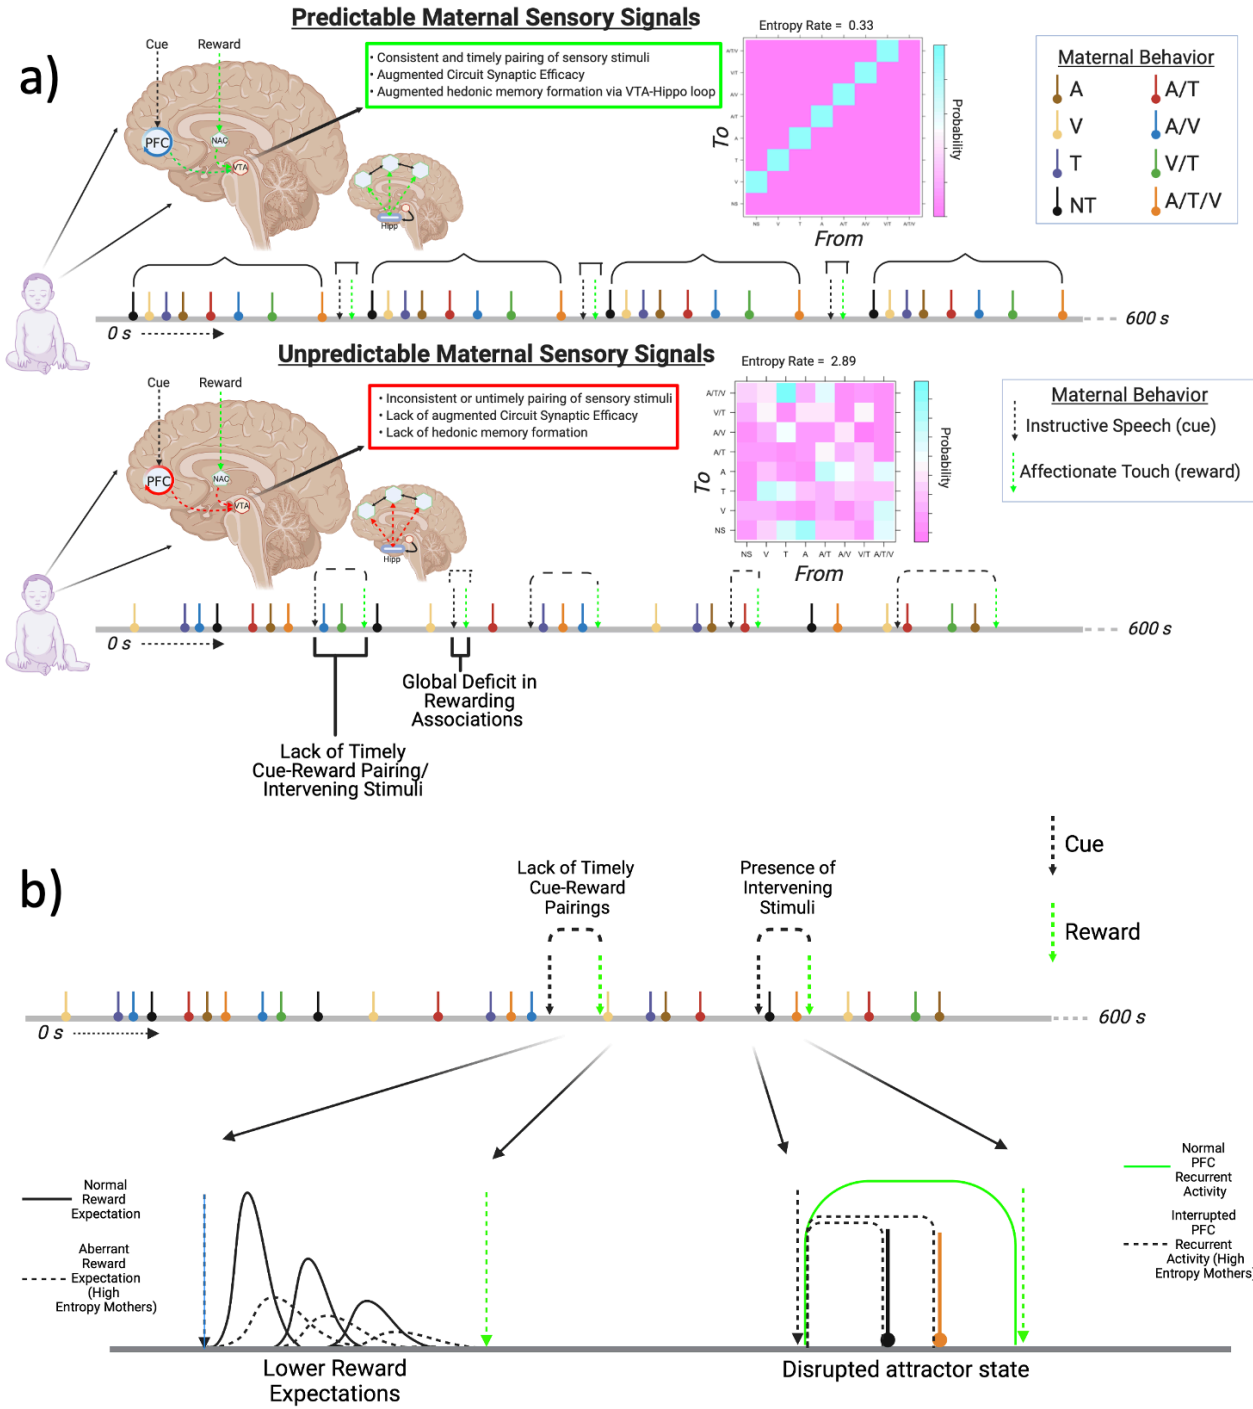 Predictable Maternal Sensory Signals
a)
Cue
Reward
• Consistent and timely pairing of sensory stimuli
• Augmented Circuit Synaptic Efficacy
• Augmented hedonic memory formation via VTA-Hippo loop
PFC
NAC
VTA
Hipp
Entropy Rate = 0.33
To
A/T/V
V/T
A/V
A/T
A
T
V
NS
NS
V
T
A
A/T
A/V
V/T
A/T/V
From
Probability
Maternal Behavior
A
A/T
V
A/V
T
V/T
NT
A/T/V
0 s
600 s
Unpredictable Maternal Sensory Signals
Cue
Reward
• Inconsistent or untimely pairing of sensory stimuli
• Lack of augmented Circuit Synaptic Efficacy
• Lack of hedonic memory formation
PFC
NAC
VTA
Hipp
Entropy Rate = 2.89
To
A/T/V
V/T
A/V
A/T
A
T
V
NS
NS
V
T
A
A/T
A/V
V/T
A/T/V
From
Probability
Maternal Behavior
Instructive Speech (cue)
Affectionate Touch (reward)
0 s
600 s
Global Deficit in
Rewarding
Associations
Lack of Timely
Cue-Reward Pairing/
Intervening Stimuli
b)
Lack of Timely
Cue-Reward
Pairings
Presence of
Intervening
Stimuli
Cue
Reward
0 s
600 s
Normal
Reward
Expectation
Aberrant
Reward
Expectation
(High
Entropy Mothers)
Normal
PFC
Recurrent
Activity
Interrupted
PFC
Recurrent
Activity (High
Entropy Mothers)
Lower Reward
Expectations
Disrupted attractor state